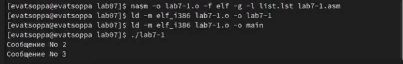 [evatsoppa@evatsoppa lab07]$ nasm -o lab7-1.o -f elf -g -l list.lst lab7-1.asm
[evatsoppa@evatsoppa lab07]$ ld -m elf_i386 lab7-1.o -o lab7-1
[evatsoppa@evatsoppa lab07]$ ld -m elf_i386 lab7-1.o -o main
[evatsoppa@evatsoppa lab07]$ ./lab7-1
Сообщение No 2
Сообщение No 3